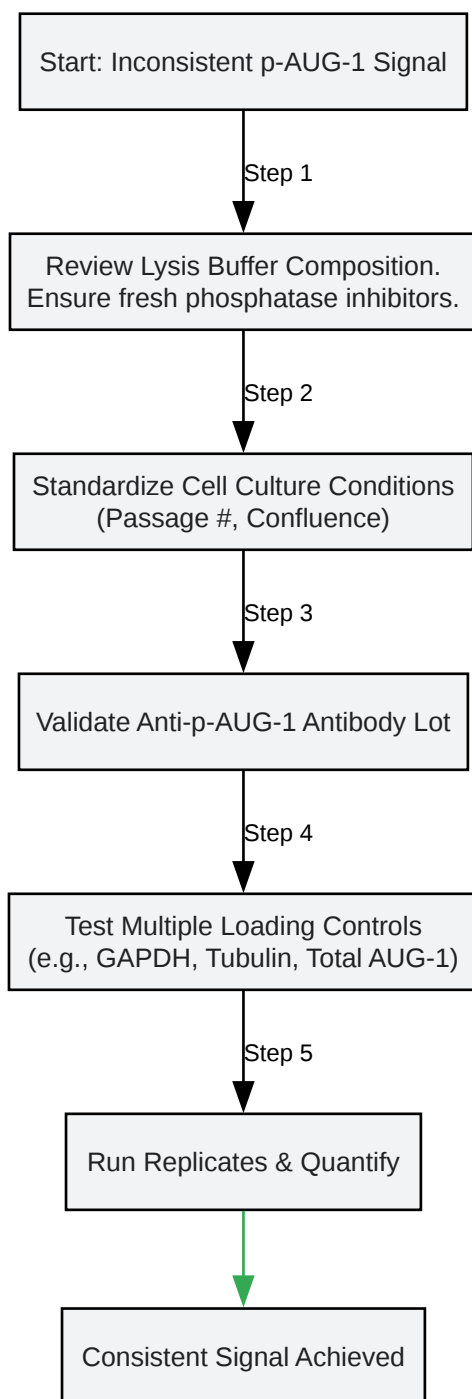 Start: Inconsistent p-AUG-1 Signal
Step 1
Review Lysis Buffer Composition.
Ensure fresh phosphatase inhibitors.
Step 2
Standardize Cell Culture Conditions
(Passage #, Confluence)
Step 3
Validate Anti-p-AUG-1 Antibody Lot
Step 4
Test Multiple Loading Controls
(e.g., GAPDH, Tubulin, Total AUG-1)
Step 5
Run Replicates & Quantify
Consistent Signal Achieved